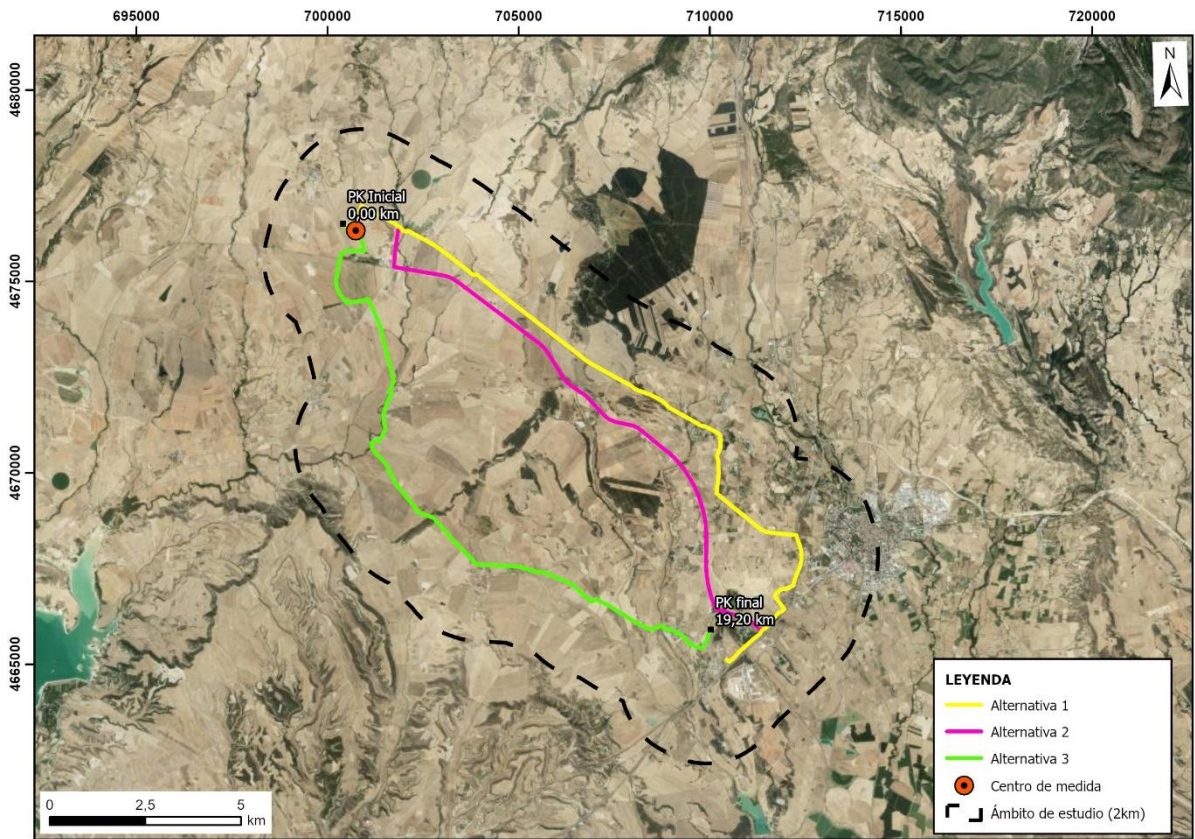 695000
700000
705000
710000
715000
720000
N
4680000
4675000
4670000
4665000
PK Inicial
0,00 km
PK final
19,20 km
LEYENDA
Alternativa 1
Alternativa 2
Alternativa 3
Centro de medida
Ámbito de estudio (2km)
0 2,5 5
km